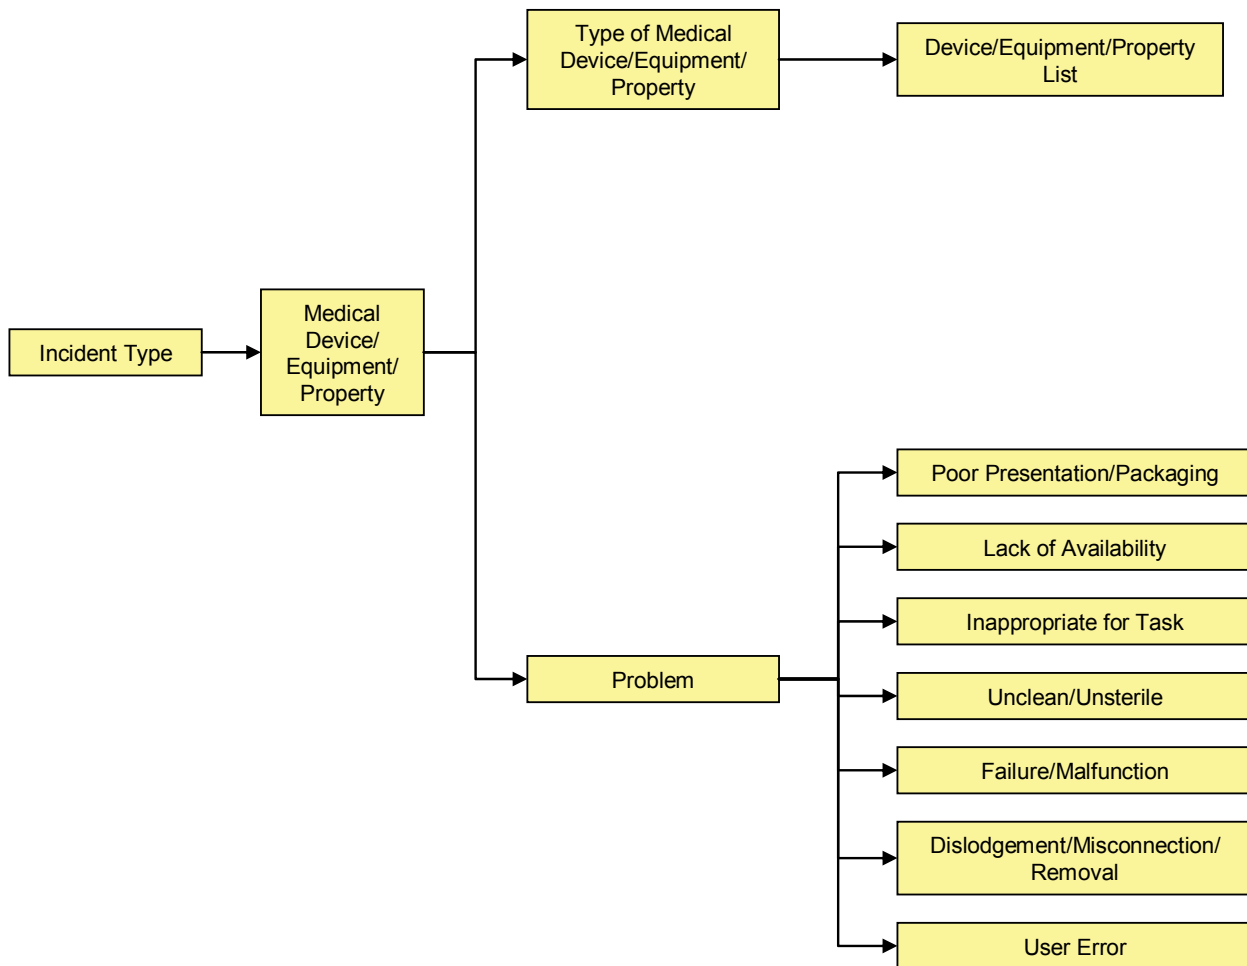 Type of Medical
Device/Equipment/
Property
Device/Equipment/Property
List
Incident Type
Medical
Device/
Equipment/
Property
Problem
Poor Presentation/Packaging
Lack of Availability
Inappropriate for Task
Unclean/Unsterile
Failure/Malfunction
Dislodgement/Misconnection/
Removal
User Error